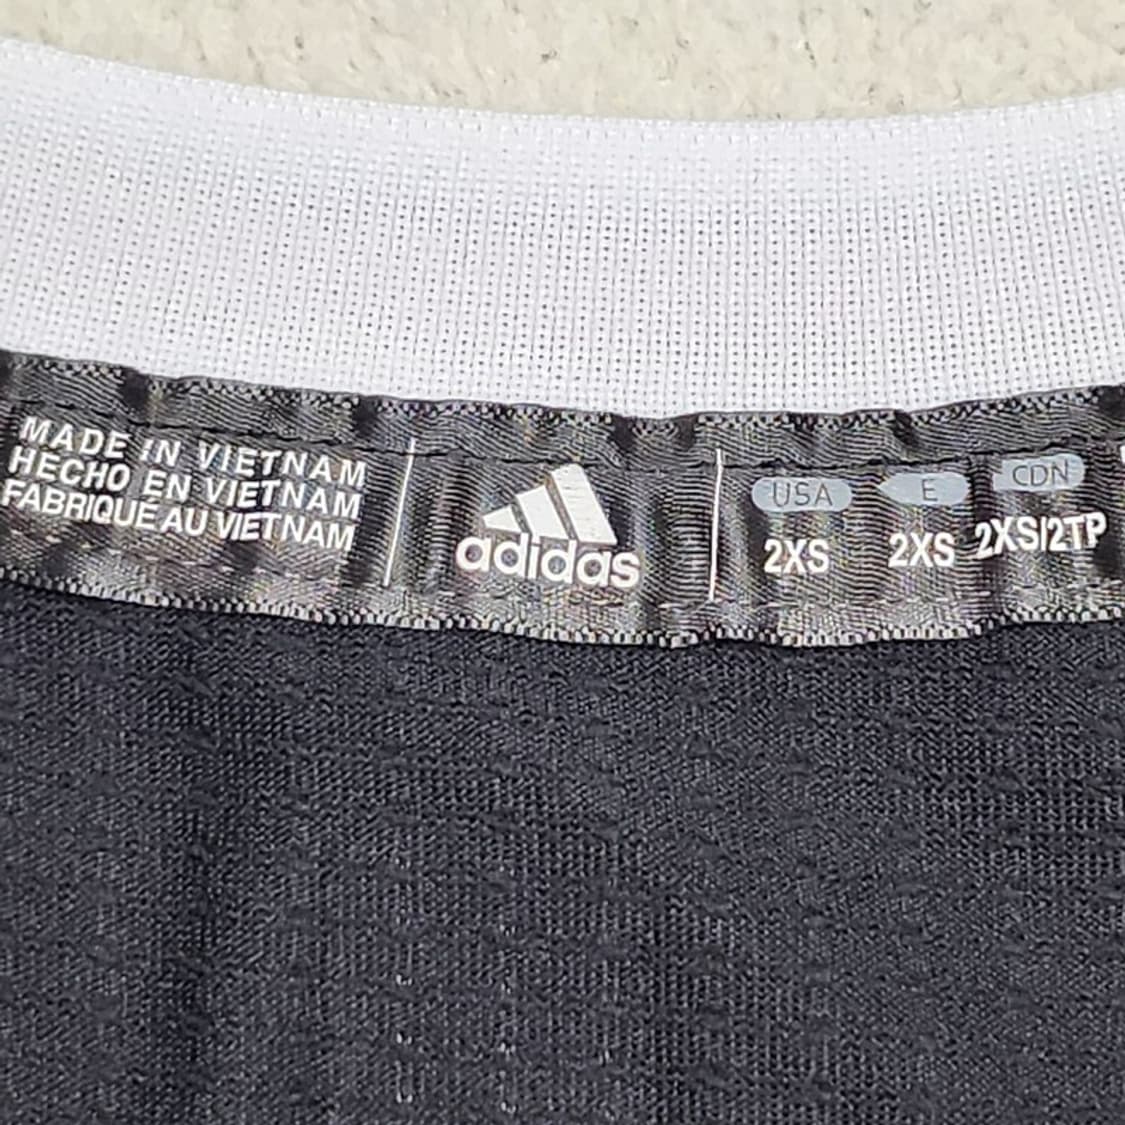 MADE IN VIETNAM
HECHO EN VIETNAM
FABRIQUÉ AU VIETNAM
adidas
USA E CDN
2XS 2XS 2XS/2TP